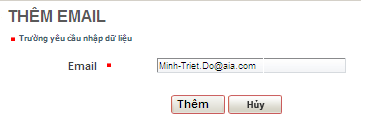 THÊM EMAIL
Trường yêu cầu nhập dữ liệu
Email Minh-Triet.Do@aia.com
Thêm Hủy